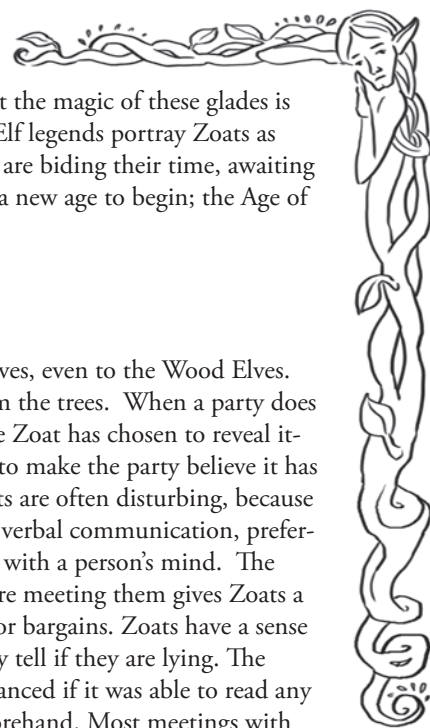 t the magic of these glades is
Elf legends portray Zoats as
are biding their time, awaiting
a new age to begin; the Age of
ves, even to the Wood Elves.
m the trees.  When a party does
e Zoat has chosen to reveal it-
to make the party believe it has
ts are often disturbing, because
verbal communication, prefer-
with a person's mind.  The
re meeting them gives Zoats a
or bargains. Zoats have a sense
y tell if they are lying. The
anced if it was able to read any
orehand. Most meetings with